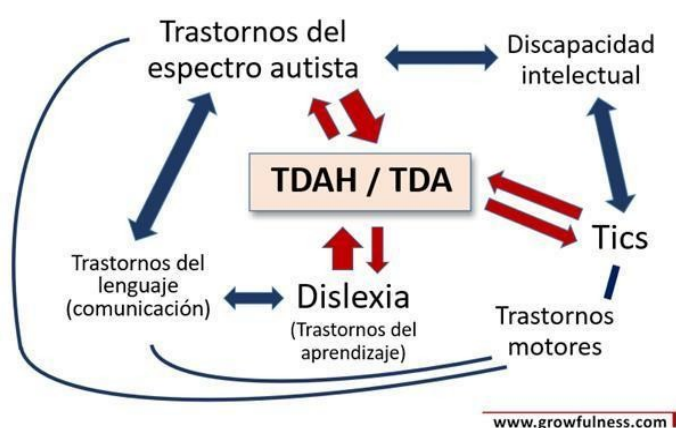 Trastornos del
espectro autista
Discapacidad
intelectual
TDAH / TDA
Tics
Trastornos del
lenguaje
(comunicación)
Dislexia
(Trastornos del
aprendizaje)
Trastornos
motores
www.growfulness.com